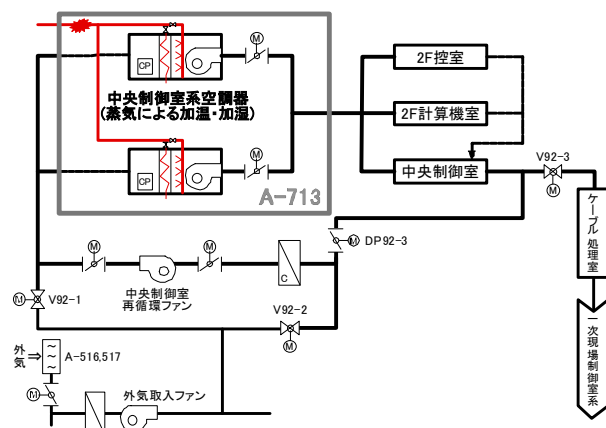 M
CP
2F控室
中央制御室系空調器
(蒸気による加温・加湿)
2F計算機室
M
M
CP
中央制御室
V92-3
M
A-713
ケーブル処理室
M
M
M
DP92-3
C
中央制御室
再循環ファン
M
V92-1
V92-2
M
外気
⇒
A-516,517
一次現場制御室系
M
外気取入ファン